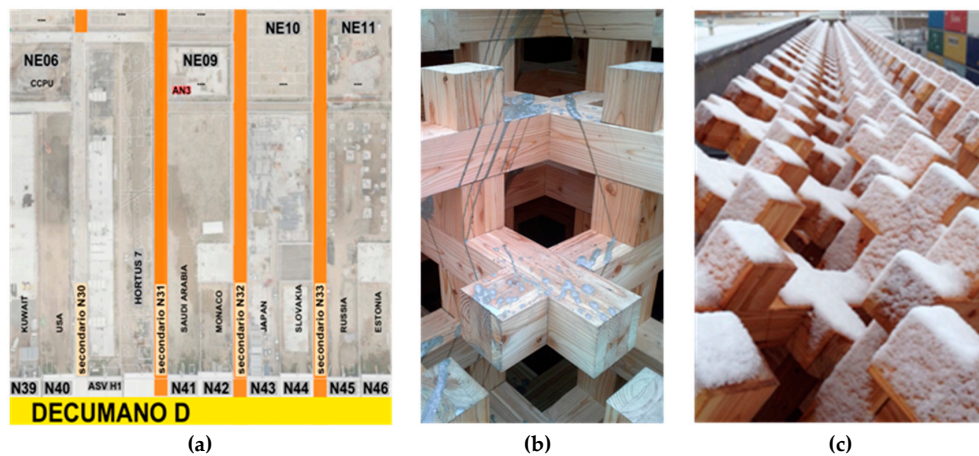 NE06
CCPU
NE09
AN3
NE10
NE11
KUWAIT
USA
secondario N30
HORTUS 7
secondario N31
SAUDI ARABIA
MONACO
secondario N32
JAPAN
SLOVAKIA
secondario N33
RUSSIA
ESTONIA
N39 N40 ASV H1 N41 N42 N43 N44 N45 N46
DECUMANO D
(a) (b) (c)